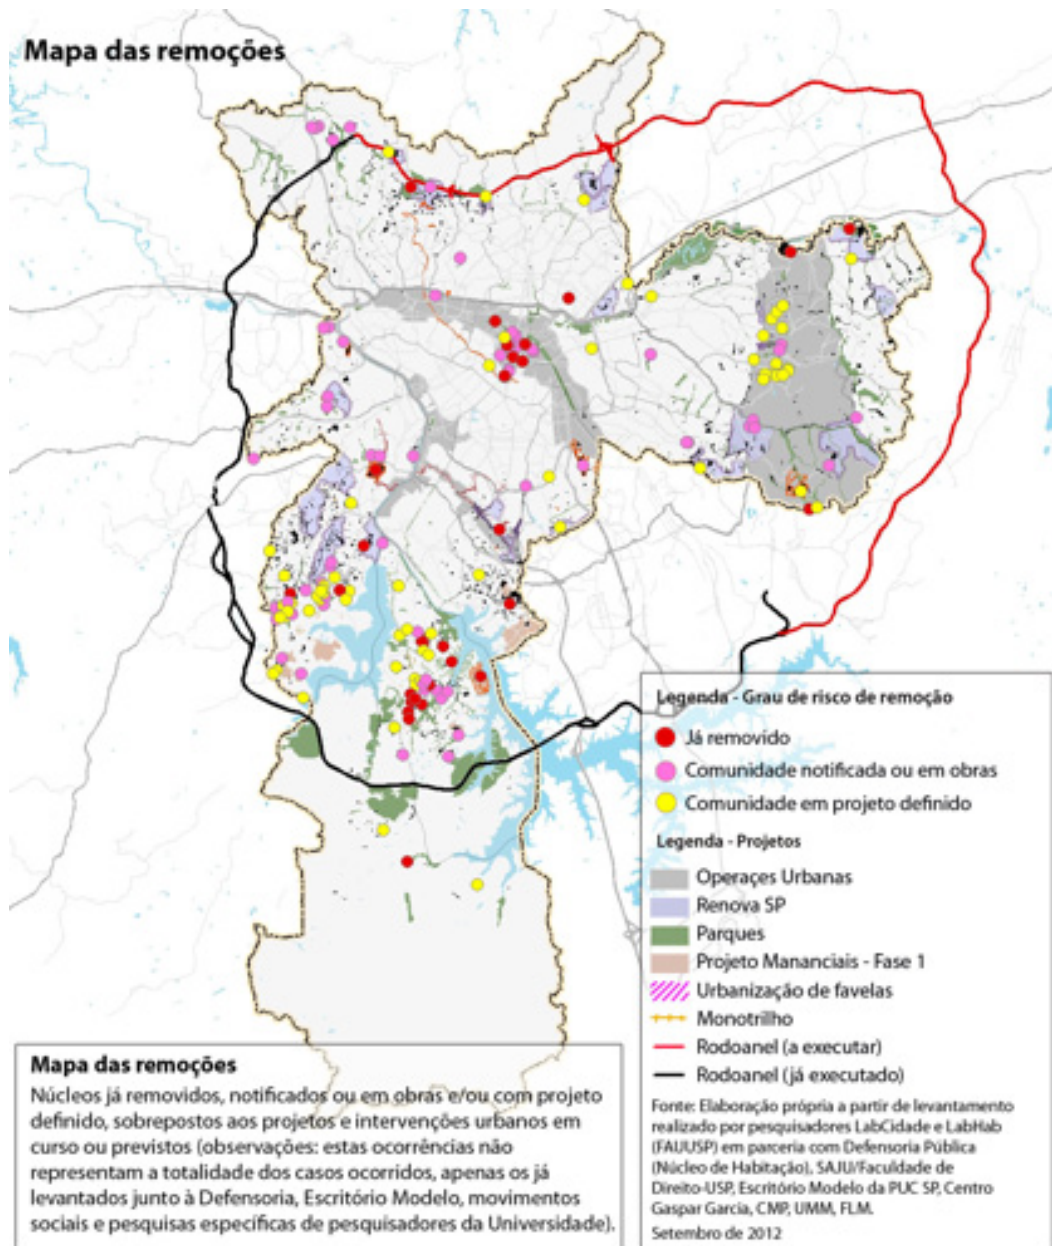 Mapa das remoções
Legenda - Grau de risco de remoção
Já removido
Comunidade notificada ou em obras
Comunidade em projeto definido
Legenda - Projetos
Operaçes Urbanas
Renova SP
Parques
Projeto Mananciais - Fase 1
Urbanização de favelas
Monotrilho
Rodoanel (a executar)
Rodoanel (já executado)
Fonte: Elaboração própria a partir de levantamento
realizado por pesquisadores LabCidade e LabHab
(FAUUSP) em parceria com Defensoria Pública
(Núcleo de Habitação), SAJU/Faculdade de
Direito-USP, Escritório Modelo da PUC SP, Centro
Gaspar Garcia, CMP, UMM, FLM.
Setembro de 2012
Mapa das remoções
Núcleos já removidos, notificados ou em obras e/ou com projeto
definido, sobrepostos aos projetos e intervenções urbanos em
curso ou previstos (observações: estas ocorrências não
representam a totalidade dos casos ocorridos, apenas os já
levantados junto à Defensoria, Escritório Modelo, movimentos
sociais e pesquisas específicas de pesquisadores da Universidade).